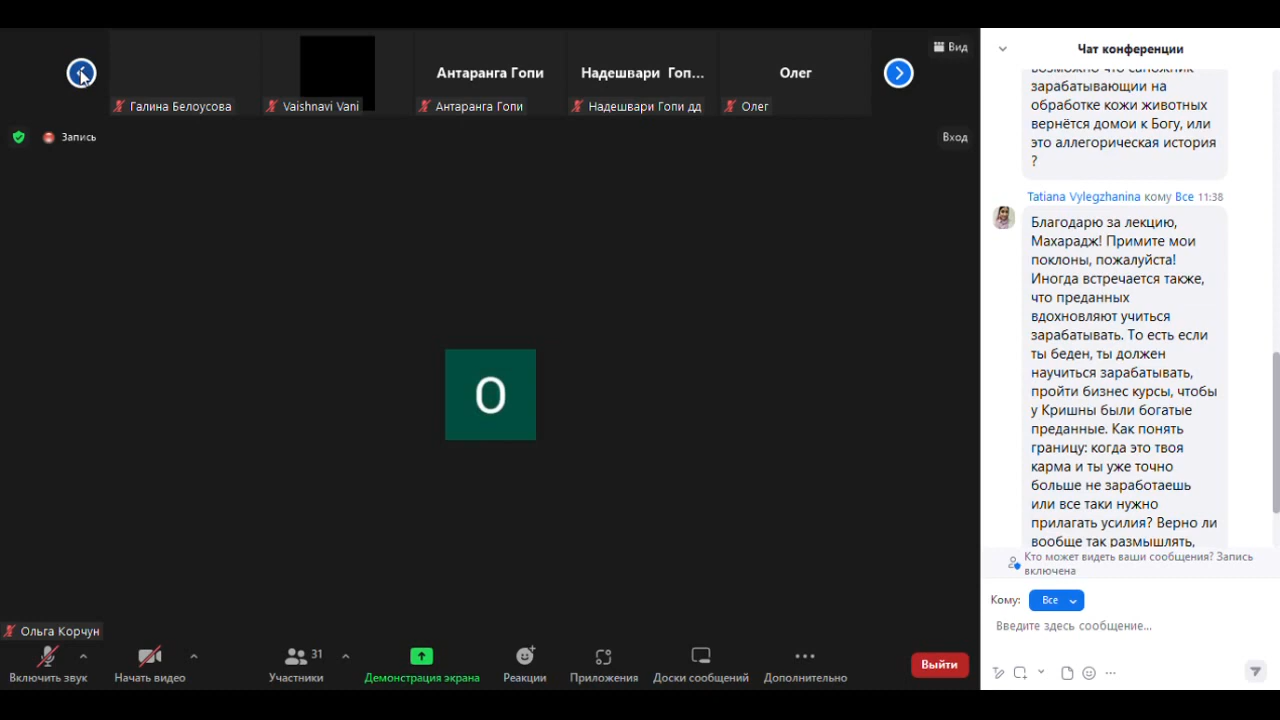 Вид
Чат конференции
Антаранга Гопи
Надешвари Гоп...
Олег
Галина Белоусова
Vaishnavi Vani
Антаранга Гопи
Надешвари Гопи дд
Олег
Запись
Вход
возможно что сапожник
зарабатывающий на
обработке кожи животных
вернётся домой к Богу, или
это аллегорическая история
?
Tatiana Vylegzhanina кому Все 11:38
Благодарю за лекцию,
Махарадж! Примите мои
поклоны, пожалуйста!
Иногда встречается также,
что преданных
вдохновляют учиться
зарабатывать. То есть если
ты беден, ты должен
научиться зарабатывать,
пройти бизнес курсы, чтобы
у Кришны были богатые
преданные. Как понять
границу: когда это твоя
карма и ты уже точно
больше не заработаешь
или все таки нужно
прилагать усилия? Верно ли
вообще так размышлять,
Кто может видеть ваши сообщения? Запись
включена
Кому: Все
Введите здесь сообщение...
О
Ольга Корчун
Включить звук
Начать видео
31
Участники
Демонстрация экрана
Реакции
Приложения
Доски сообщений
Дополнительно
Выйти